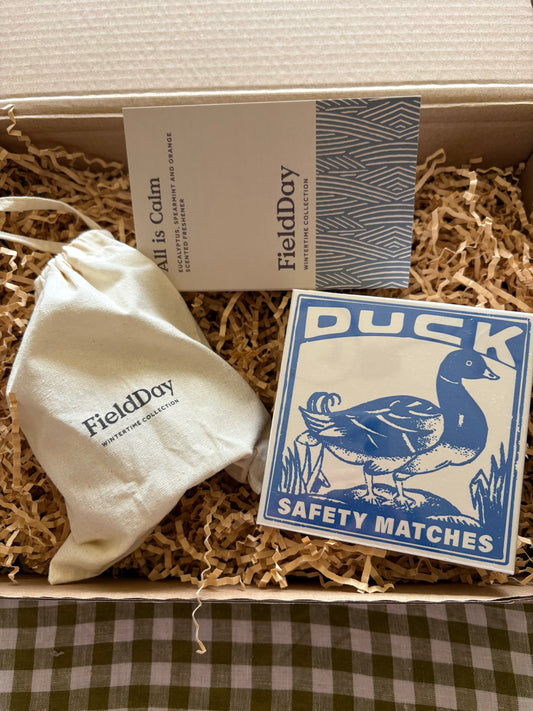 All is Calm
EUCALYPTUS, SPEARMINT AND ORANGE
SCENTED FRESHENER
FieldDay
WINTERTIME COLLECTION
FieldDay
WINTERTIME COLLECTION
DUCK
SAFETY MATCHES